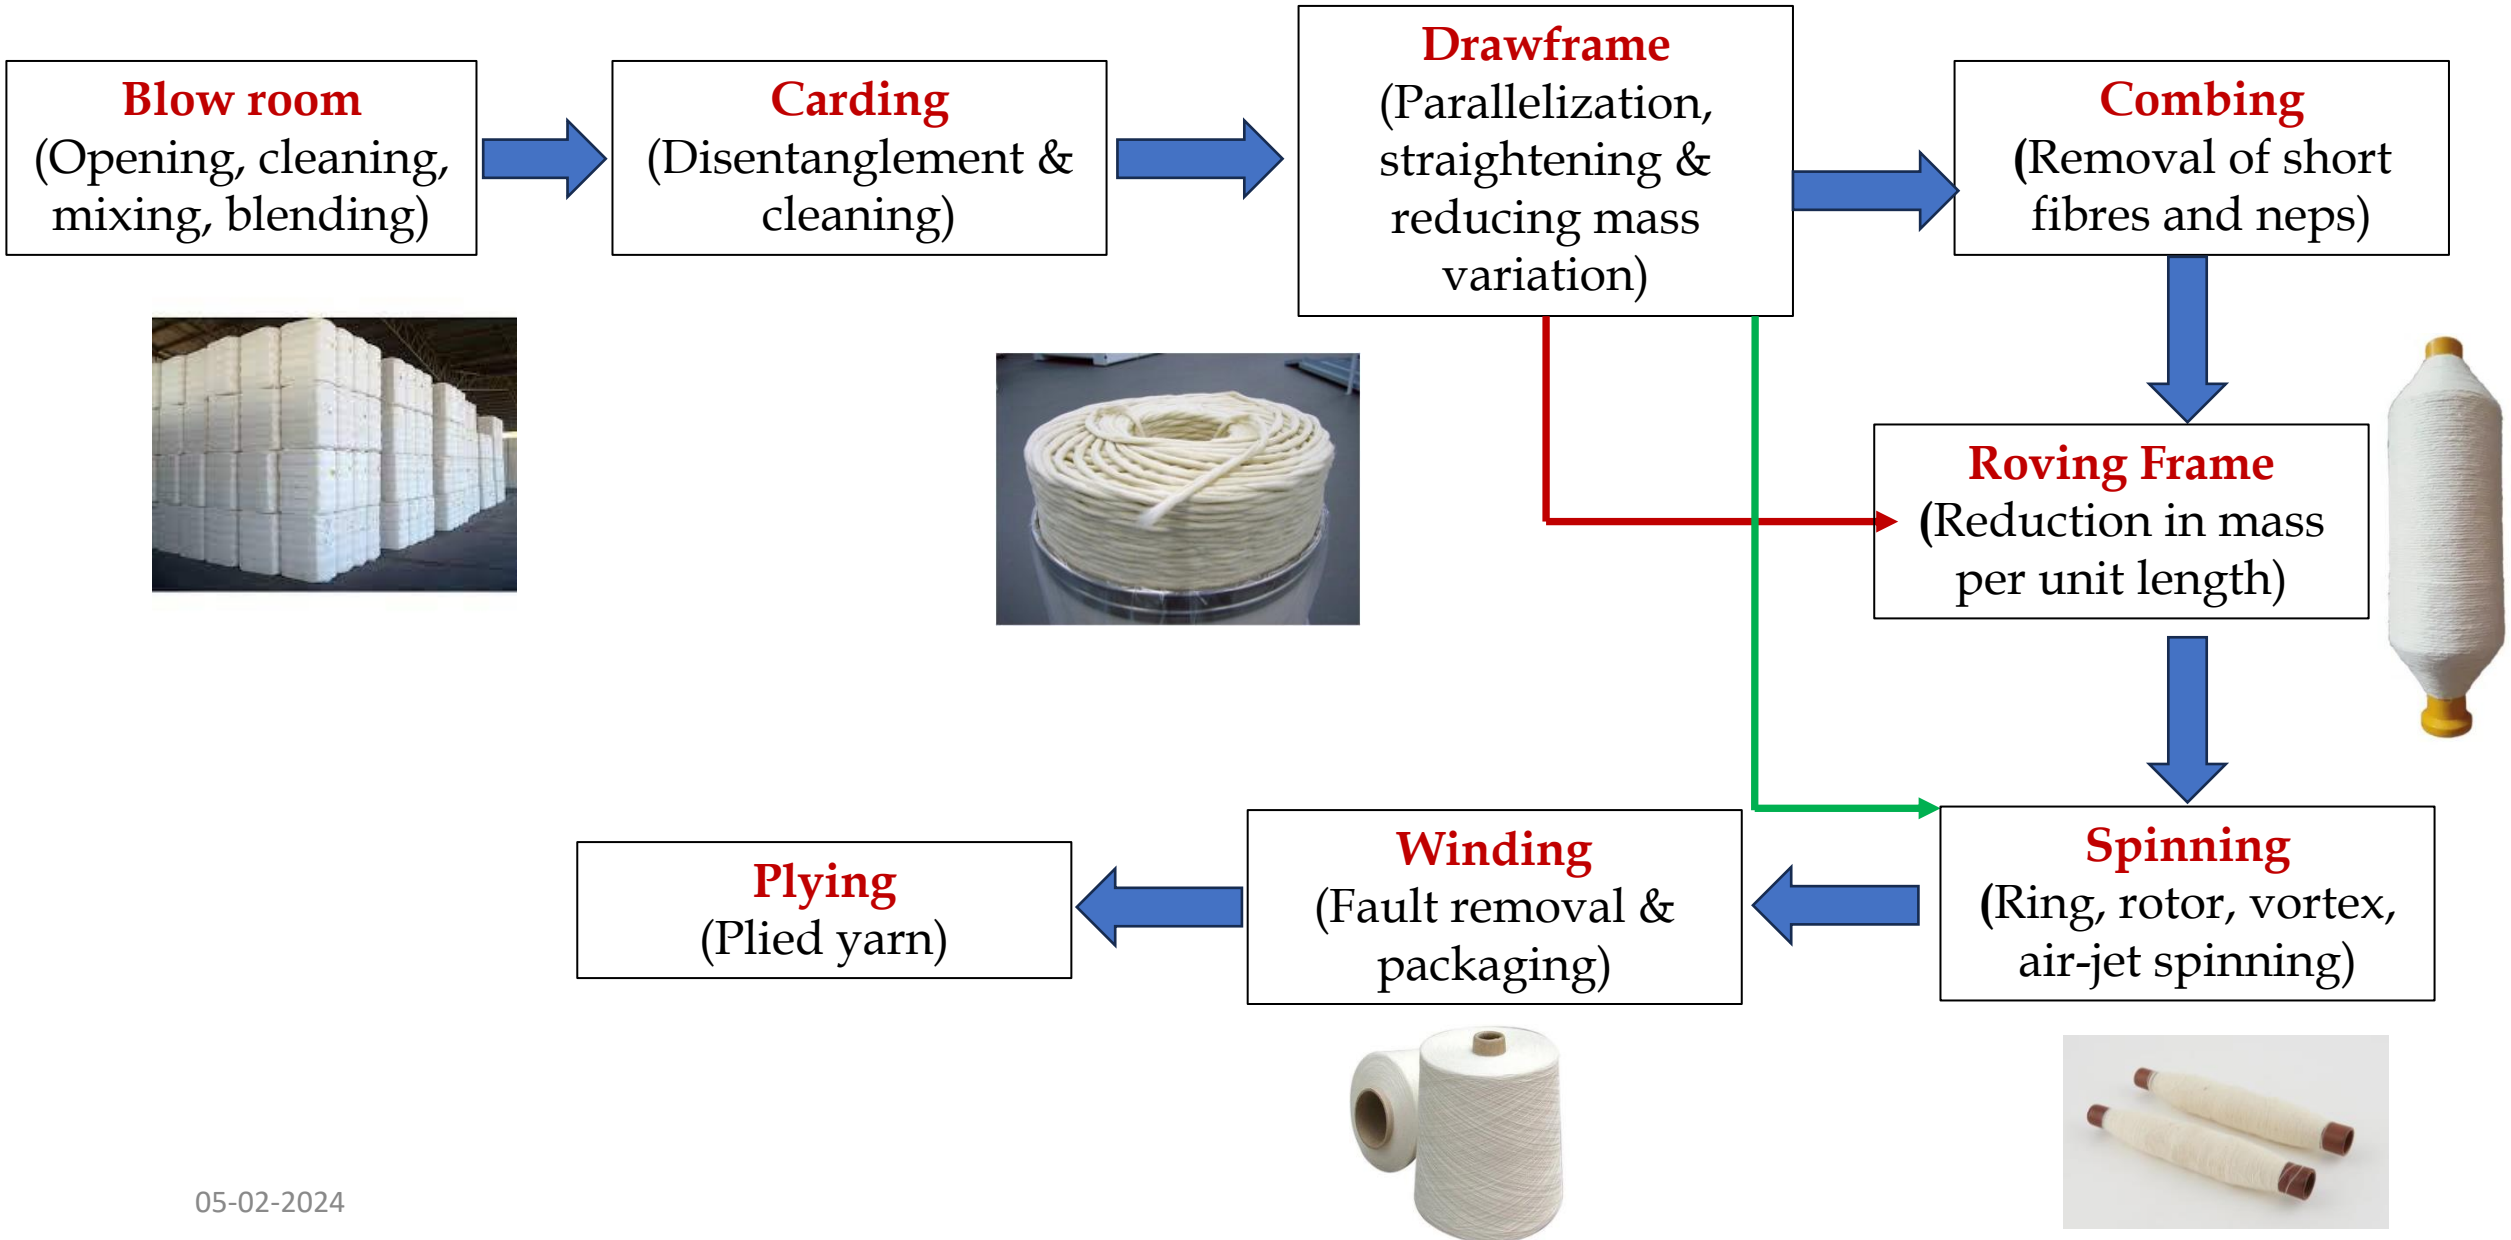 Blow room
(Opening, cleaning,
mixing, blending)
Carding
(Disentanglement &
cleaning)
Drawframe
(Parallelization,
straightening &
reducing mass
variation)
Combing
(Removal of short
fibres and neps)
Roving Frame
(Reduction in mass
per unit length)
Spinning
(Ring, rotor, vortex,
air-jet spinning)
Winding
(Fault removal &
packaging)
Plying
(Plied yarn)
05-02-2024